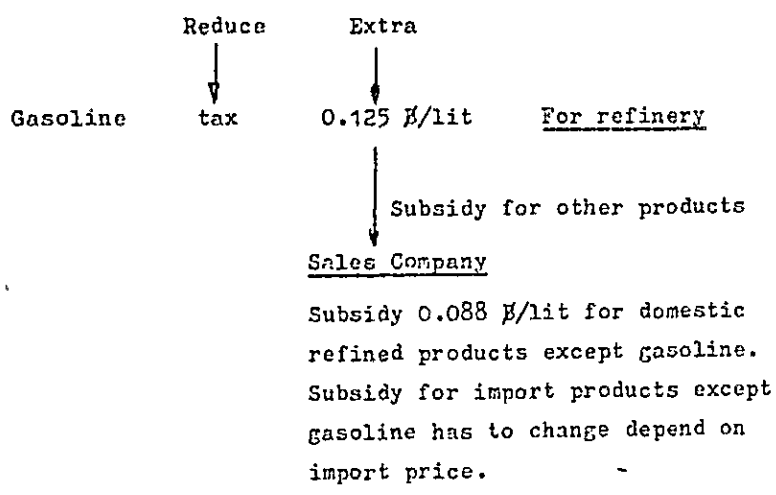 Reduce Extra
Gasoline tax 0.125 ฿/lit For refinery
Subsidy for other products
Sales Company
Subsidy 0.088 ฿/lit for domestic
refined products except gasoline.
Subsidy for import products except
gasoline has to change depend on
import price. -